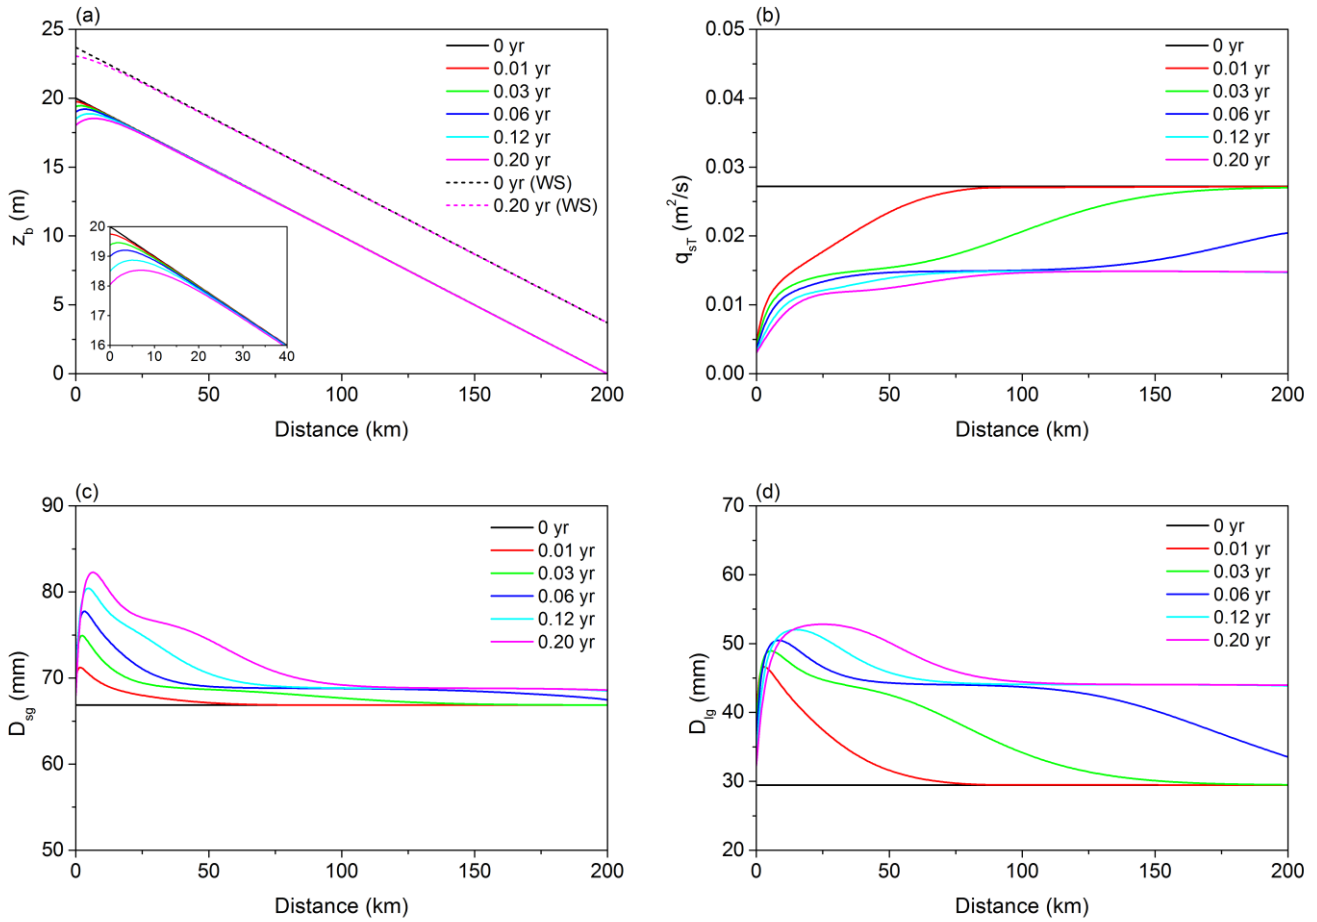 (a)
25
20
15
10
5
0
z_b (m)
0 yr
0.01 yr
0.03 yr
0.06 yr
0.12 yr
0.20 yr
0 yr (WS)
0.20 yr (WS)
20
19
18
17
16
0 10 20 30 40
0 50 100 150 200
Distance (km)
(b)
0.05
0.04
0.03
0.02
0.01
0.00
q_sT (m²/s)
0 yr
0.01 yr
0.03 yr
0.06 yr
0.12 yr
0.20 yr
0 50 100 150 200
Distance (km)
(c)
90
80
70
60
50
D_sg (mm)
0 yr
0.01 yr
0.03 yr
0.06 yr
0.12 yr
0.20 yr
0 50 100 150 200
Distance (km)
(d)
70
60
50
40
30
20
D_lg (mm)
0 yr
0.01 yr
0.03 yr
0.06 yr
0.12 yr
0.20 yr
0 50 100 150 200
Distance (km)